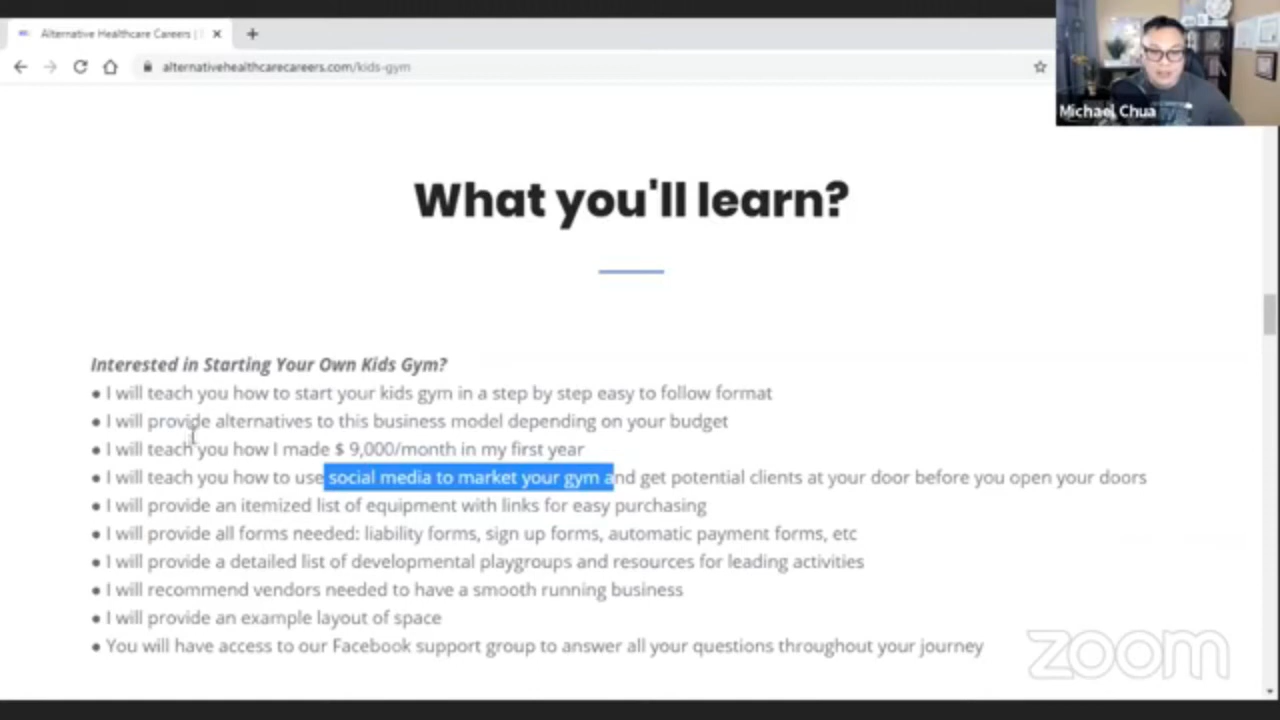 Alternative Healthcare Careers |
alternativehealthcarecareers.com/kids-gym
Michael Chua
What you'll learn?
Interested in Starting Your Own Kids Gym?
● I will teach you how to start your kids gym in a step by step easy to follow format
● I will provide alternatives to this business model depending on your budget
● I will teach you how I made $ 9,000/month in my first year
● I will teach you how to use social media to market your gym and get potential clients at your door before you open your doors
● I will provide an itemized list of equipment with links for easy purchasing
● I will provide all forms needed: liability forms, sign up forms, automatic payment forms, etc
● I will provide a detailed list of developmental playgroups and resources for leading activities
● I will recommend vendors needed to have a smooth running business
● I will provide an example layout of space
● You will have access to our Facebook support group to answer all your questions throughout your journey
zoom